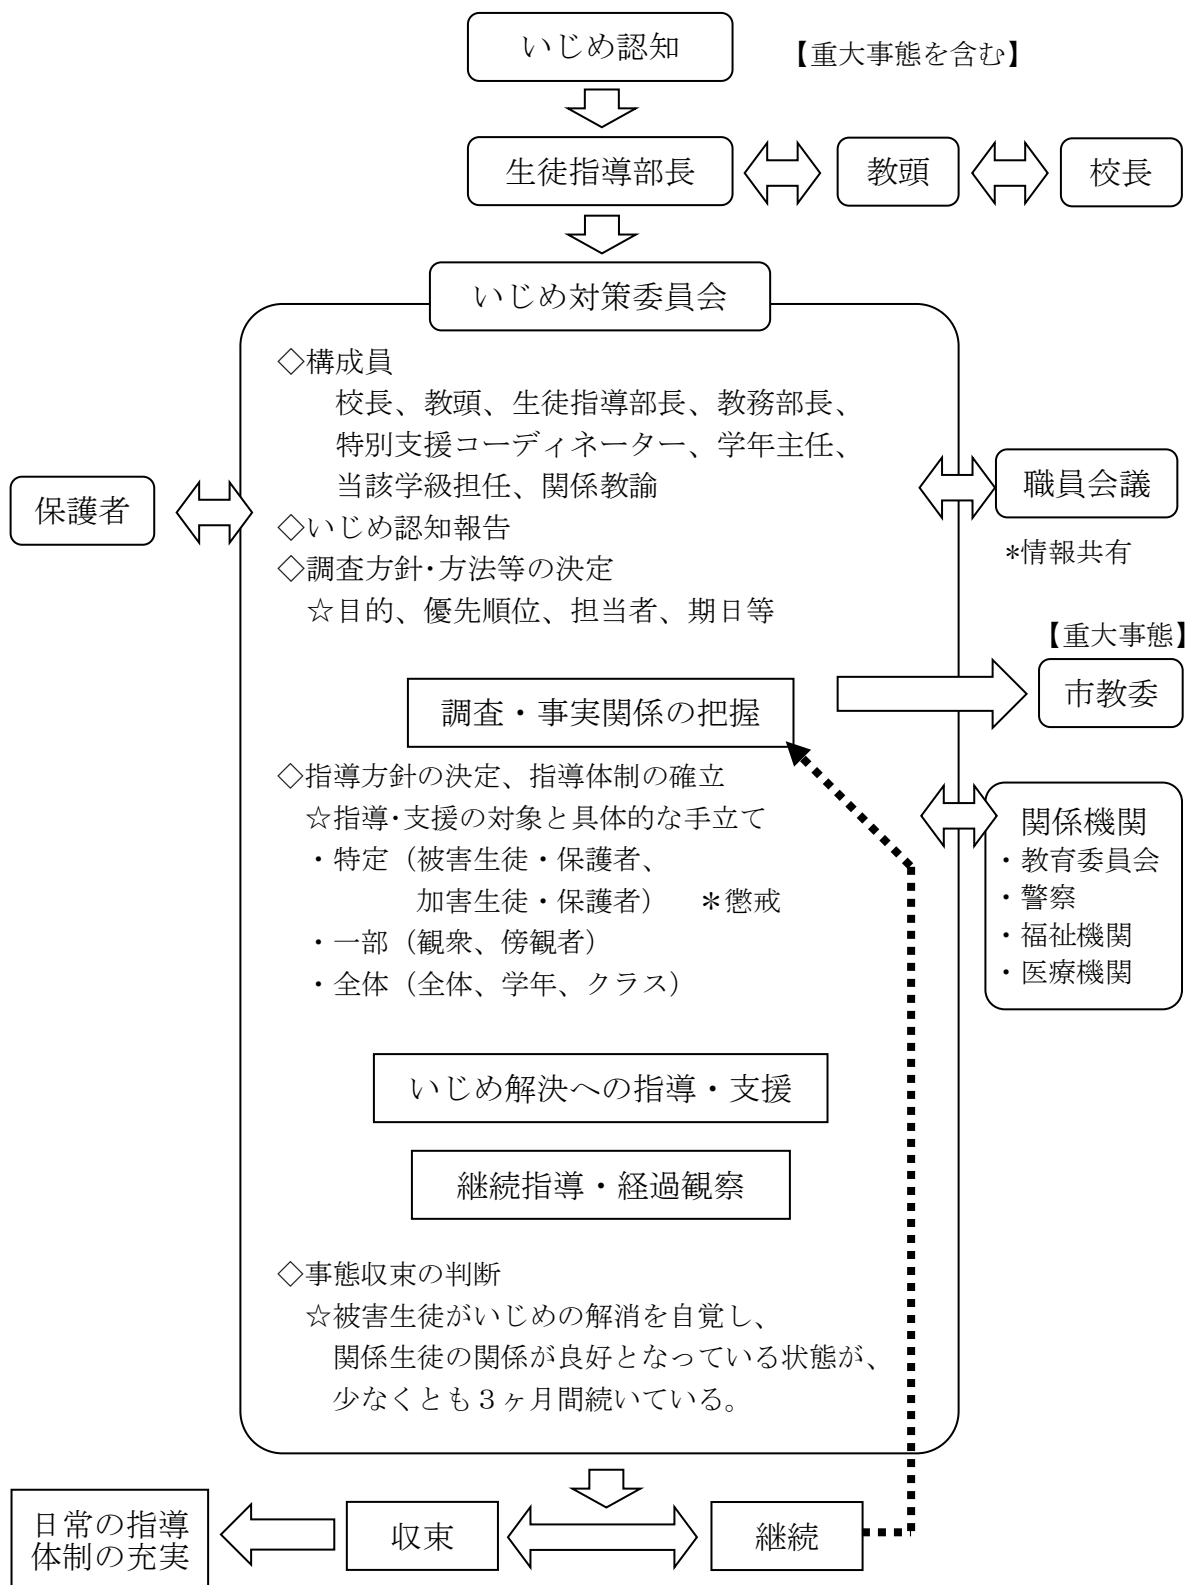 いじめ認知
【重大事態を含む】
生徒指導部長
教頭
校長
いじめ対策委員会
◇構成員
校長、教頭、生徒指導部長、教務部長、
特別支援コーディネーター、学年主任、
当該学級担任、関係教諭
◇いじめ認知報告
◇調査方針・方法等の決定
☆目的、優先順位、担当者、期日等
保護者
職員会議
*情報共有
【重大事態】
市教委
調査・事実関係の把握
◇指導方針の決定、指導体制の確立
☆指導・支援の対象と具体的な手立て
・特定（被害生徒・保護者、
加害生徒・保護者）　＊懲戒
・一部（観衆、傍観者）
・全体（全体、学年、クラス）
関係機関
・教育委員会
・警察
・福祉機関
・医療機関
いじめ解決への指導・支援
継続指導・経過観察
◇事態収束の判断
☆被害生徒がいじめの解消を自覚し、
関係生徒の関係が良好となっている状態が、
少なくとも３ヶ月間続いている。
日常の指導
体制の充実
収束
継続